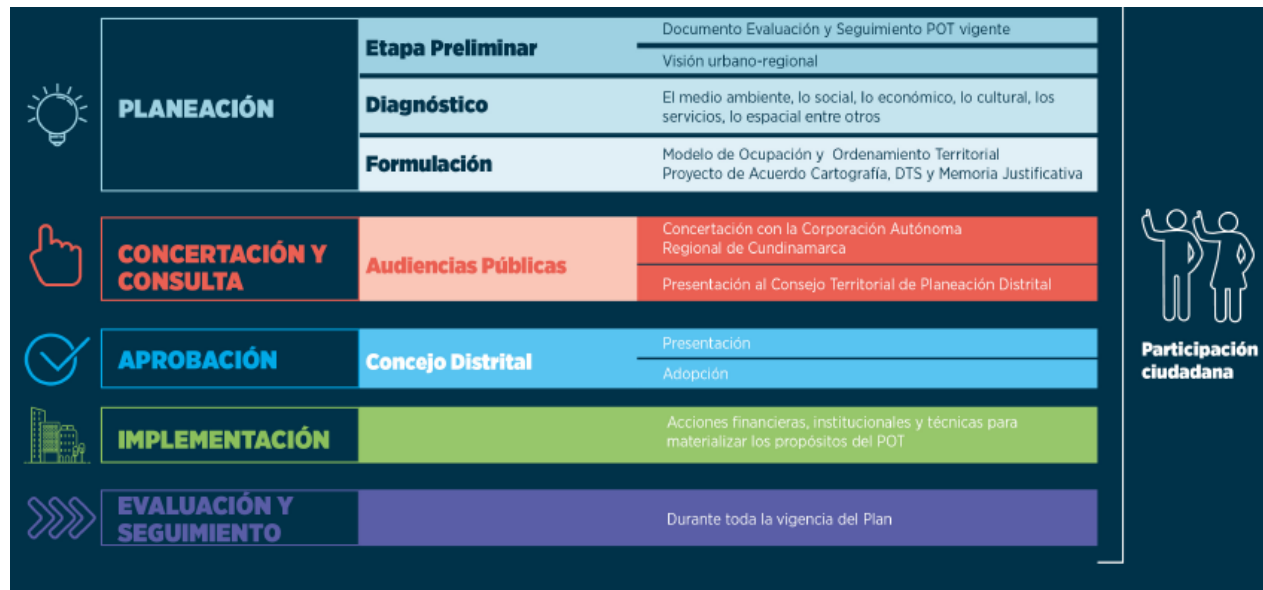 PLANEACIÓN
Etapa Preliminar
Documento Evaluación y Seguimiento POT vigente
Visión urbano-regional
Diagnóstico
El medio ambiente, lo social, lo económico, lo cultural, los
servicios, lo espacial entre otros
Formulación
Modelo de Ocupación y Ordenamiento Territorial
Proyecto de Acuerdo Cartografía, DTS y Memoria Justificativa
CONCERTACIÓN Y
CONSULTA
Audiencias Públicas
Concertación con la Corporación Autónoma
Regional de Cundinamarca
Presentación al Consejo Territorial de Planeación Distrital
APROBACIÓN
Concejo Distrital
Presentación
Adopción
IMPLEMENTACIÓN
Acciones financieras, institucionales y técnicas para
materializar los propósitos del POT
EVALUACIÓN Y
SEGUIMIENTO
Durante toda la vigencia del Plan
Participación
ciudadana